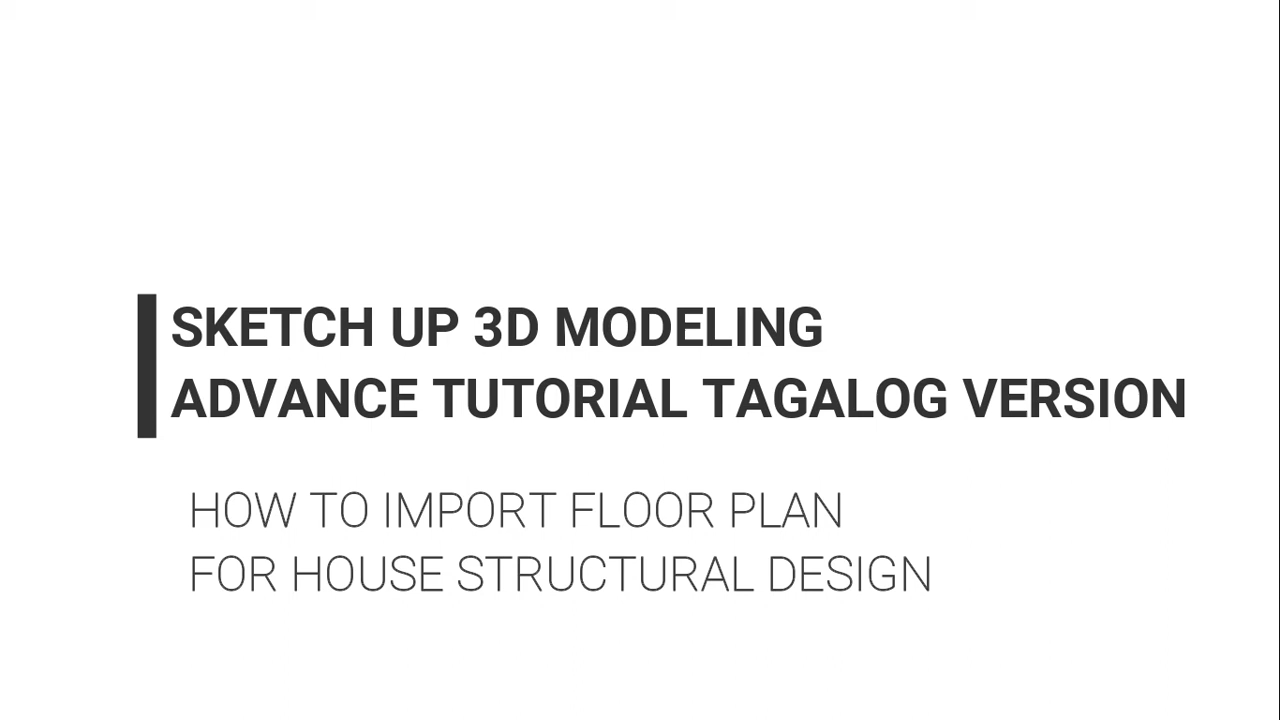 SKETCH UP 3D MODELING
ADVANCE TUTORIAL TAGALOG VERSION
HOW TO IMPORT FLOOR PLAN
FOR HOUSE STRUCTURAL DESIGN